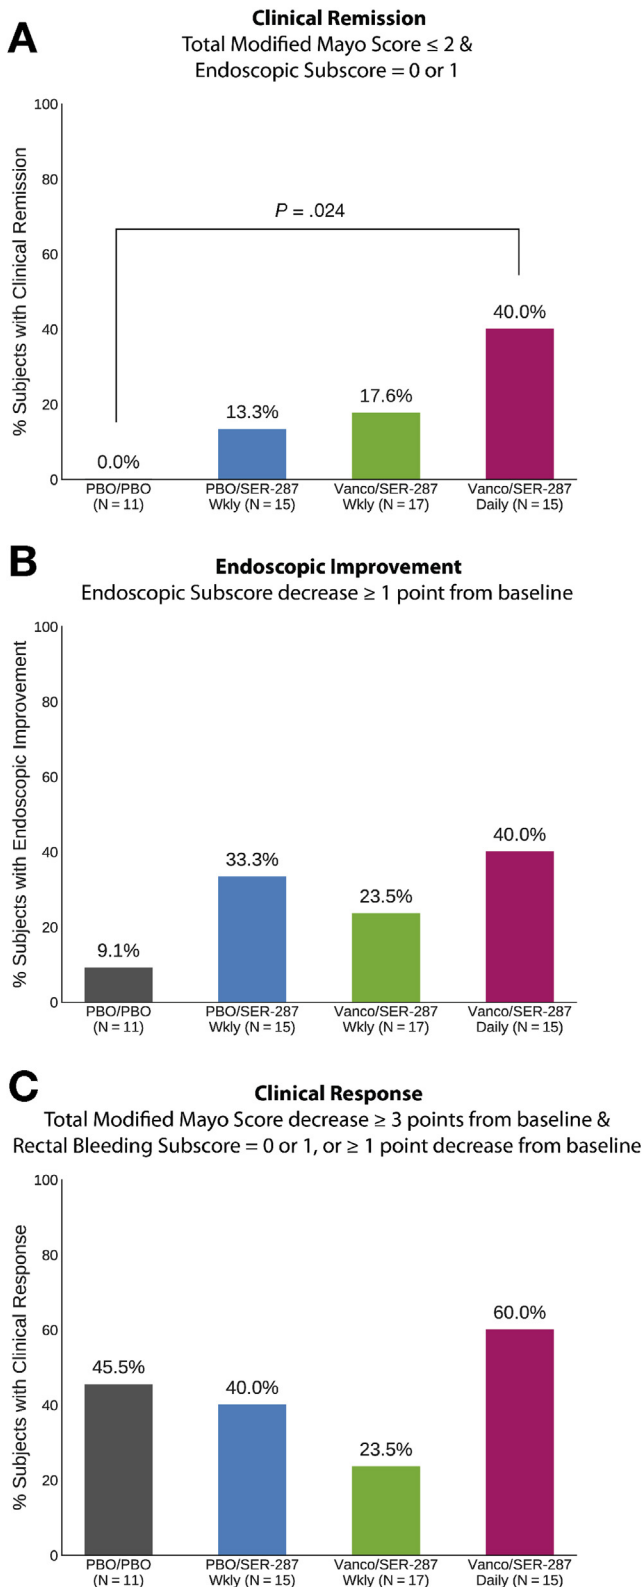 A
Clinical Remission
Total Modified Mayo Score ≤ 2 &
Endoscopic Subscore = 0 or 1
% Subjects with Clinical Remission
100
80
60
40
20
0
P = .024
0.0%
13.3%
17.6%
40.0%
PBO/PBO
(N = 11)
PBO/SER-287
Wkly (N = 15)
Vanco/SER-287
Wkly (N = 17)
Vanco/SER-287
Daily (N = 15)
B
Endoscopic Improvement
Endoscopic Subscore decrease ≥ 1 point from baseline
% Subjects with Endoscopic Improvement
100
80
60
40
20
0
9.1%
33.3%
23.5%
40.0%
PBO/PBO
(N = 11)
PBO/SER-287
Wkly (N = 15)
Vanco/SER-287
Wkly (N = 17)
Vanco/SER-287
Daily (N = 15)
C
Clinical Response
Total Modified Mayo Score decrease ≥ 3 points from baseline &
Rectal Bleeding Subscore = 0 or 1, or ≥ 1 point decrease from baseline
% Subjects with Clinical Response
100
80
60
40
20
0
45.5%
40.0%
23.5%
60.0%
PBO/PBO
(N = 11)
PBO/SER-287
Wkly (N = 15)
Vanco/SER-287
Wkly (N = 17)
Vanco/SER-287
Daily (N = 15)